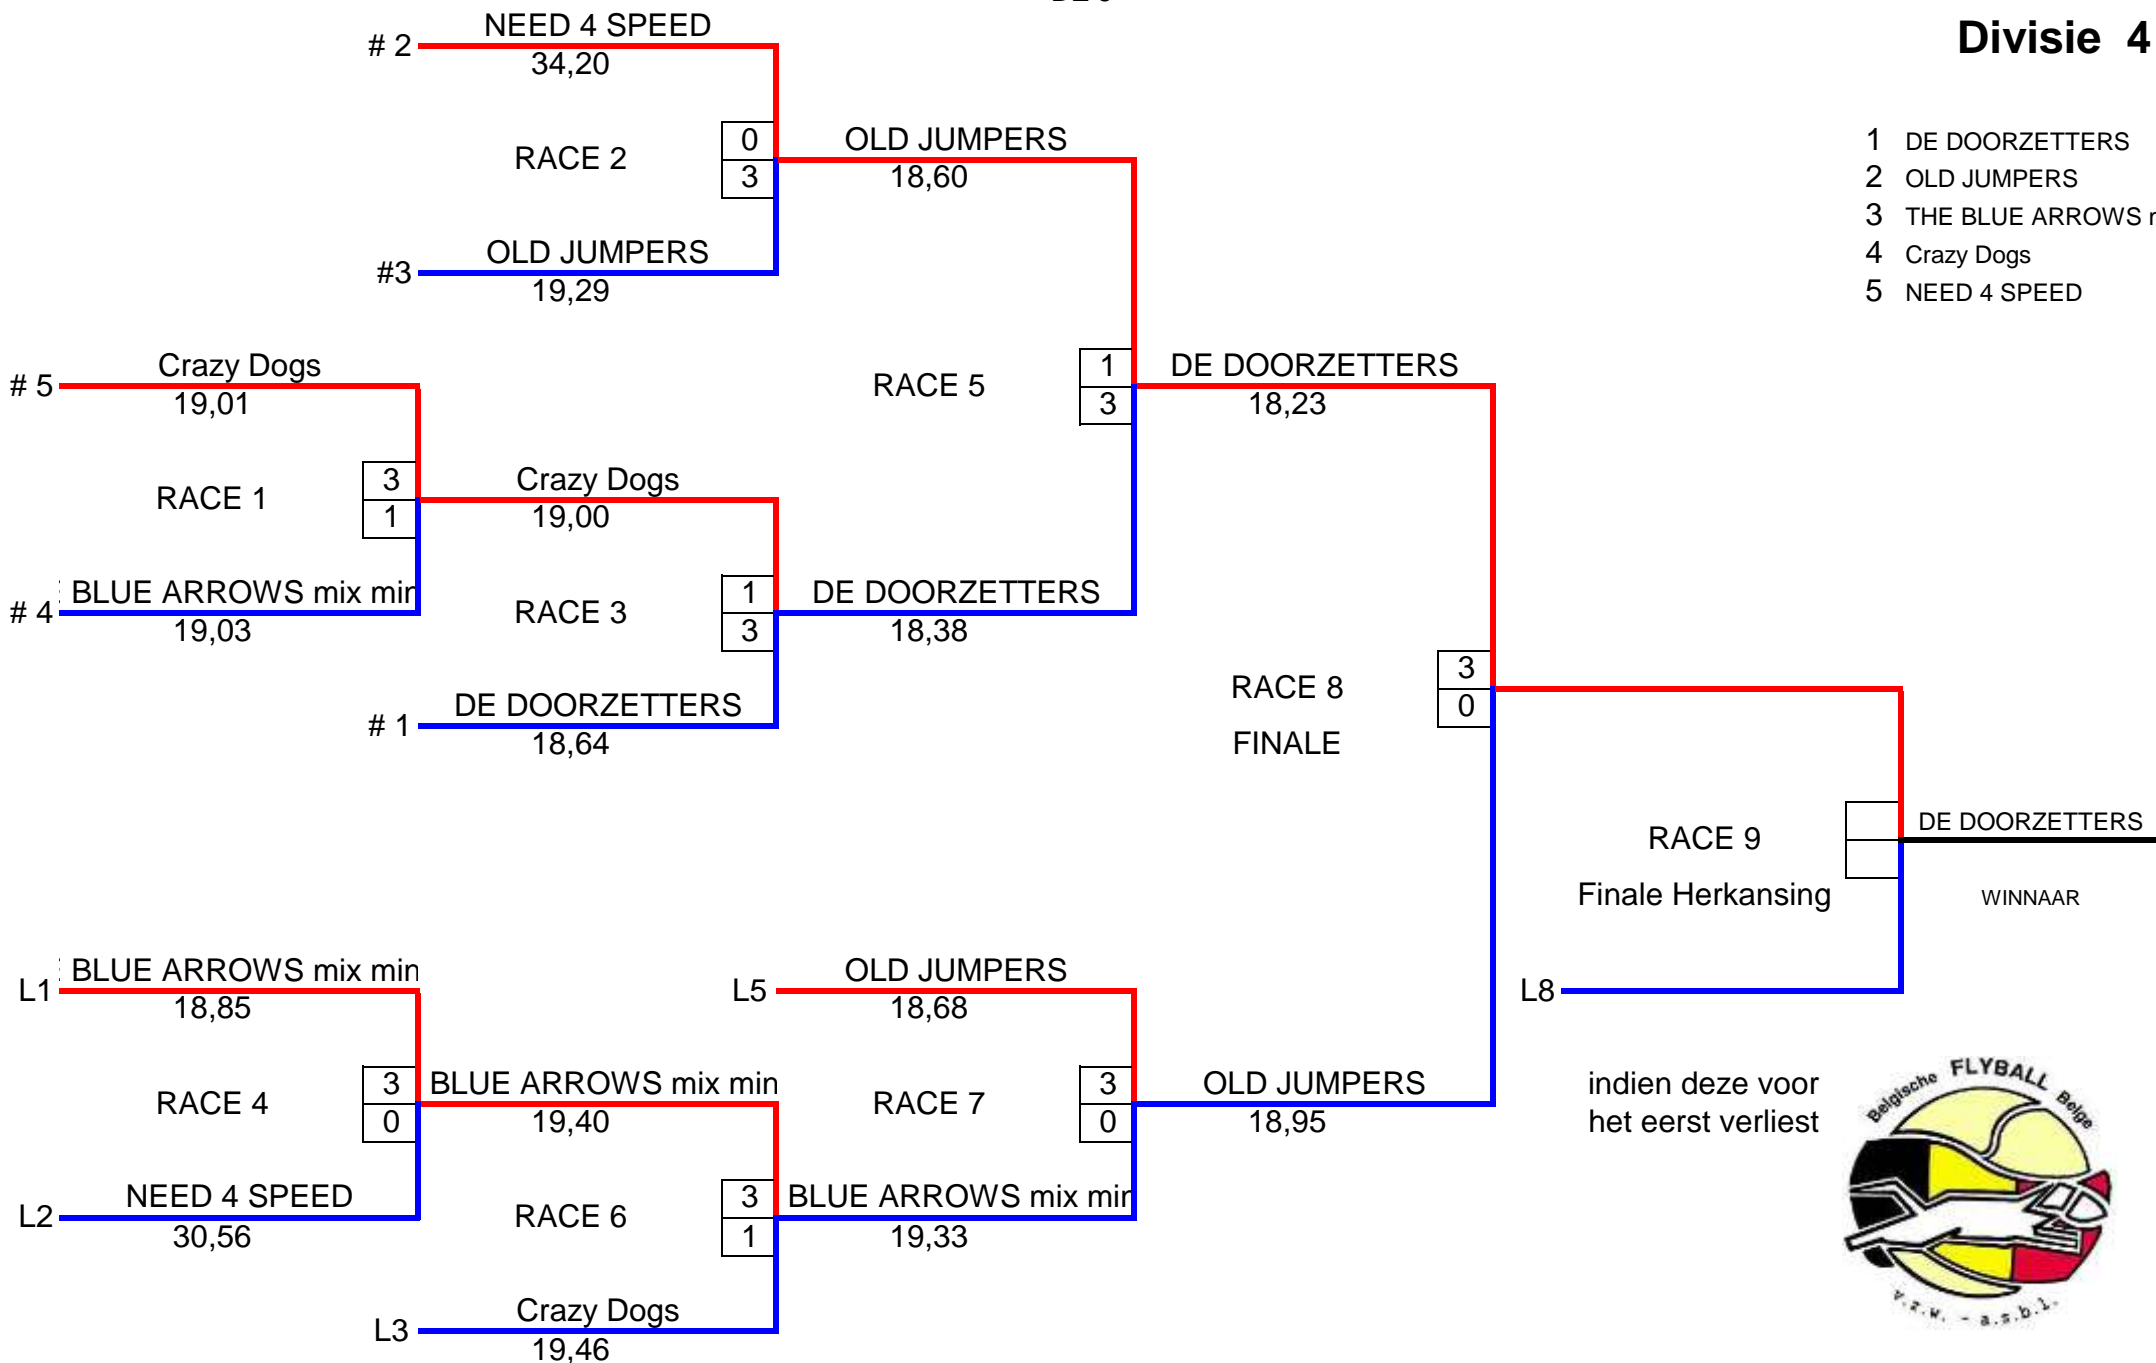 Divisie 4
# 2
NEED 4 SPEED
34,20
RACE 2
0
3
#3
OLD JUMPERS
19,29
OLD JUMPERS
18,60
1 DE DOORZETTERS
2 OLD JUMPERS
3 THE BLUE ARROWS
4 Crazy Dogs
5 NEED 4 SPEED
# 5
Crazy Dogs
19,01
RACE 1
3
1
# 4
BLUE ARROWS mix min
19,03
Crazy Dogs
19,00
RACE 3
1
3
# 1
DE DOORZETTERS
18,64
RACE 5
1
3
DE DOORZETTERS
18,38
DE DOORZETTERS
18,23
RACE 8
3
0
FINALE
RACE 9
Finale Herkansing
DE DOORZETTERS
WINNAAR
L1
BLUE ARROWS mix min
18,85
RACE 4
3
0
L2
NEED 4 SPEED
30,56
BLUE ARROWS mix min
19,40
RACE 6
3
1
L3
Crazy Dogs
19,46
L5
OLD JUMPERS
18,68
RACE 7
3
0
BLUE ARROWS mix min
19,33
OLD JUMPERS
18,95
L8
indien deze voor
het eerst verliest
Belgische FLYBALL Belge
v.z.w. - a.s.b.l.